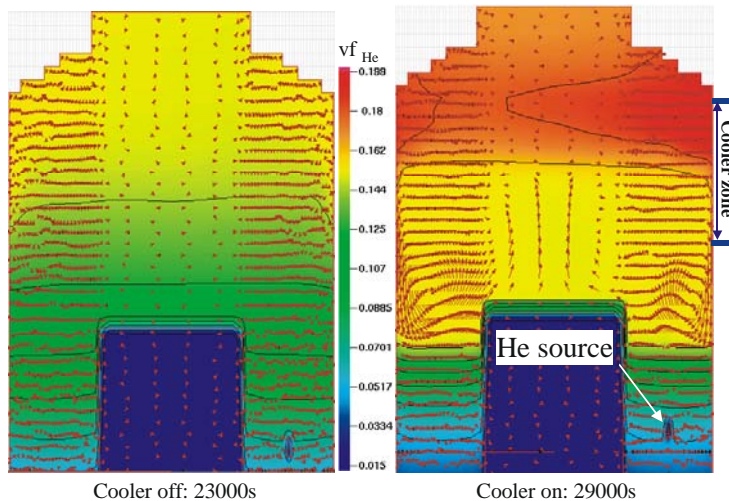 vf He
0.199
0.18
0.162
0.144
0.125
0.107
0.0885
0.0701
0.0517
0.0334
0.015
Cooler zone
He source
Cooler off: 23000s
Cooler on: 29000s